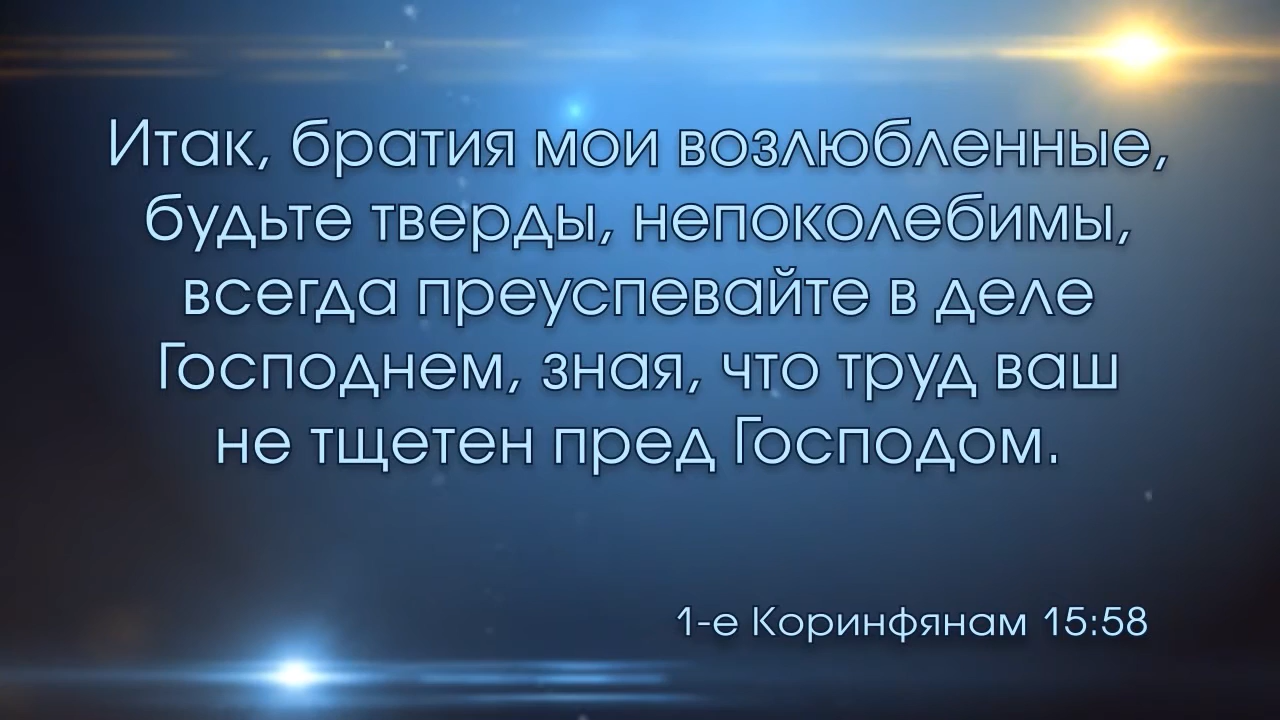 Итак, братия мои возлюбленные,
будьте тверды, непоколебимы,
всегда преуспевайте в деле
Господнем, зная, что труд ваш
не тщетен пред Господом.
1-е Коринфянам 15:58